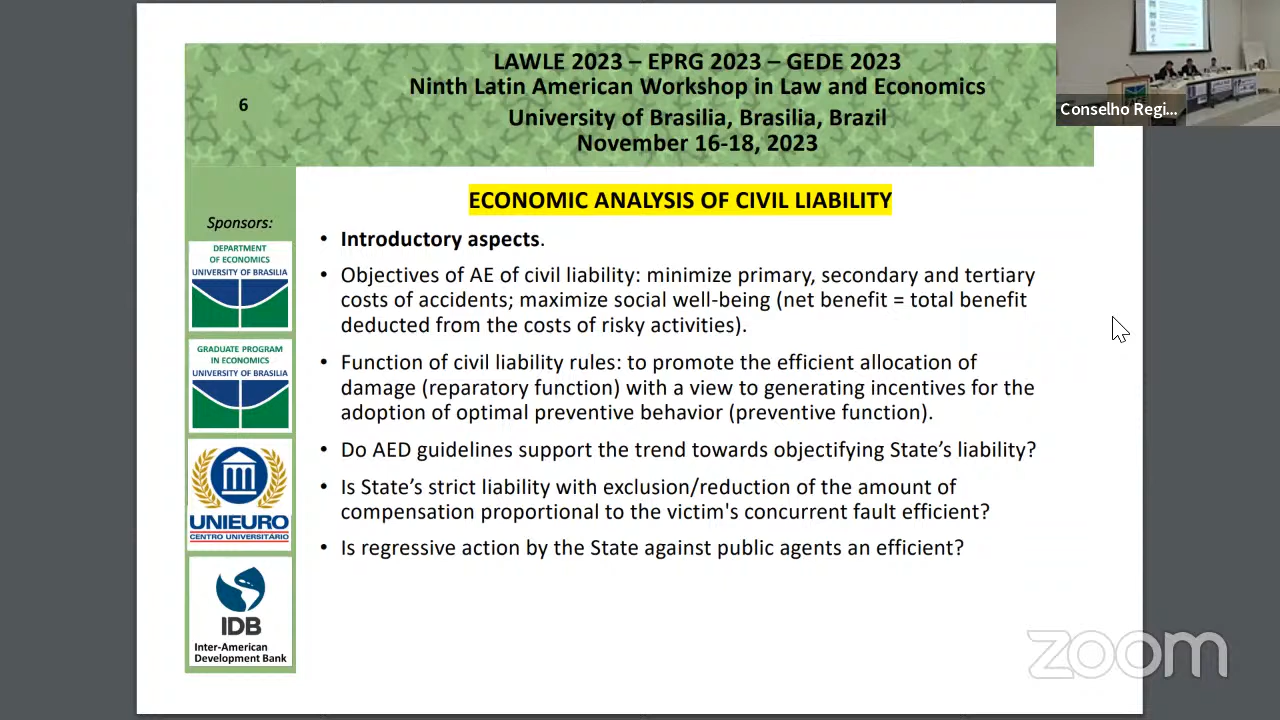 LAWLE 2023 – EPRG 2023 – GEDE 2023
Ninth Latin American Workshop in Law and Economics
University of Brasilia, Brasilia, Brazil
November 16-18, 2023
6
Conselho Regi...
Sponsors:
DEPARTMENT
OF ECONOMICS
UNIVERSITY OF BRASILIA
GRADUATE PROGRAM
IN ECONOMICS
UNIVERSITY OF BRASILIA
UNIEURO
CENTRO UNIVERSITÁRIO
IDB
Inter-American
Development Bank
ECONOMIC ANALYSIS OF CIVIL LIABILITY
• Introductory aspects.
• Objectives of AE of civil liability: minimize primary, secondary and tertiary
costs of accidents; maximize social well-being (net benefit = total benefit
deducted from the costs of risky activities).
• Function of civil liability rules: to promote the efficient allocation of
damage (reparatory function) with a view to generating incentives for the
adoption of optimal preventive behavior (preventive function).
• Do AED guidelines support the trend towards objectifying State's liability?
• Is State's strict liability with exclusion/reduction of the amount of
compensation proportional to the victim's concurrent fault efficient?
• Is regressive action by the State against public agents an efficient?
zoom